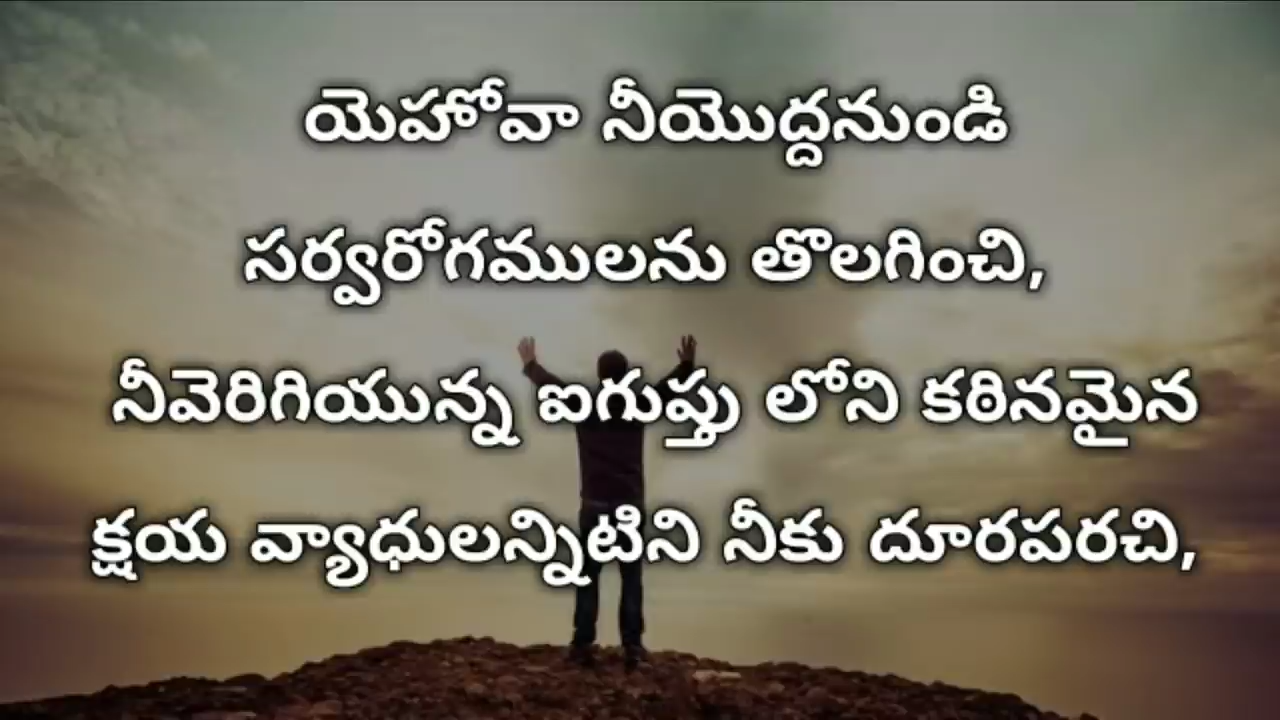 యెహోవా నీయొద్దనుండి
సర్వరోగములను తొలగించి,
నీవెరిగియున్న ఐగుప్తు లోని కఠినమైన
క్షయ వ్యాధులన్నిటిని నీకు దూరపరచి,